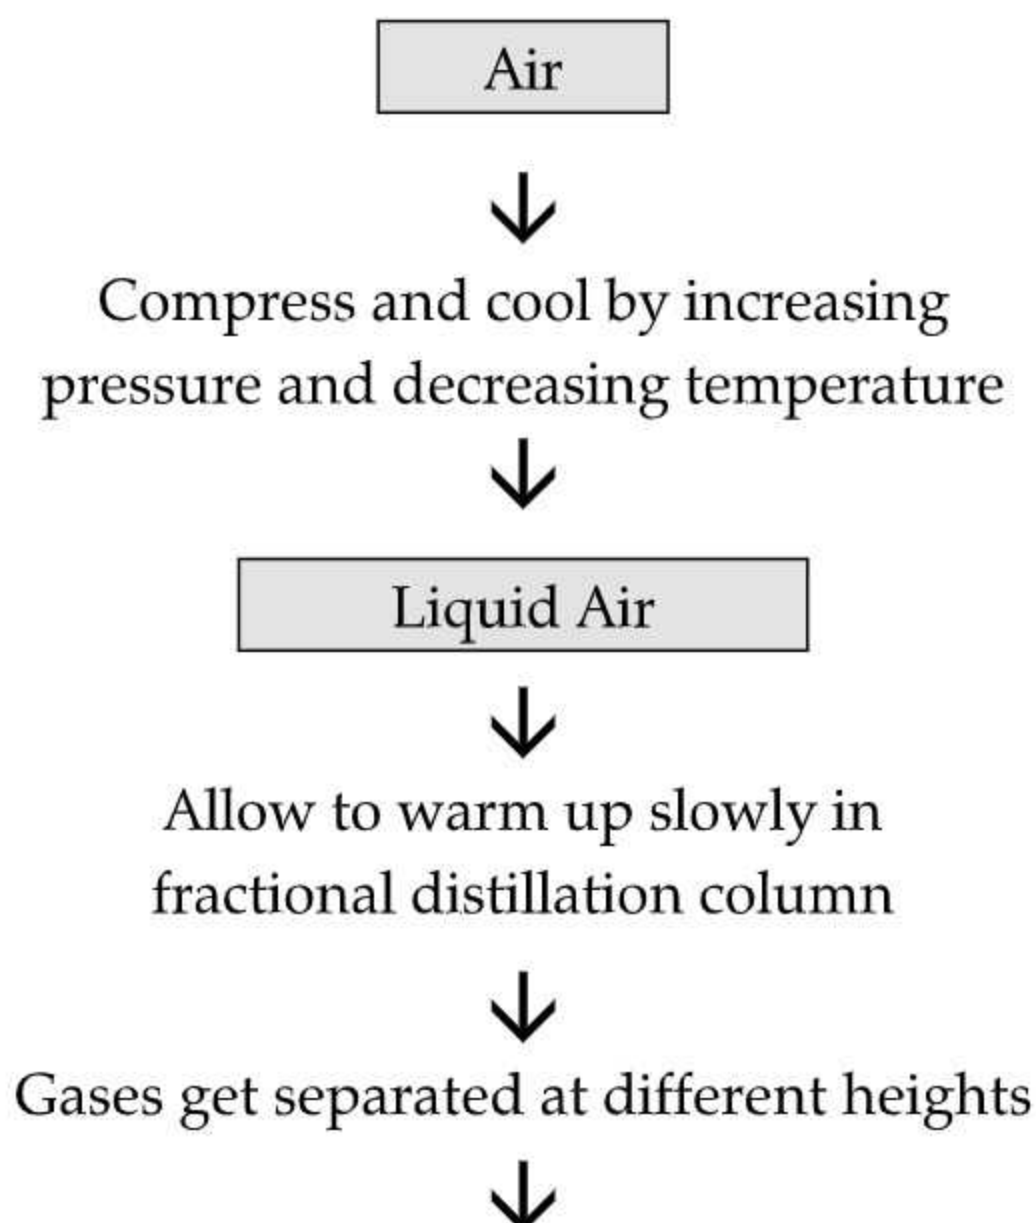 Air
Compress and cool by increasing
pressure and decreasing temperature
Liquid Air
Allow to warm up slowly in
fractional distillation column
Gases get separated at different heights